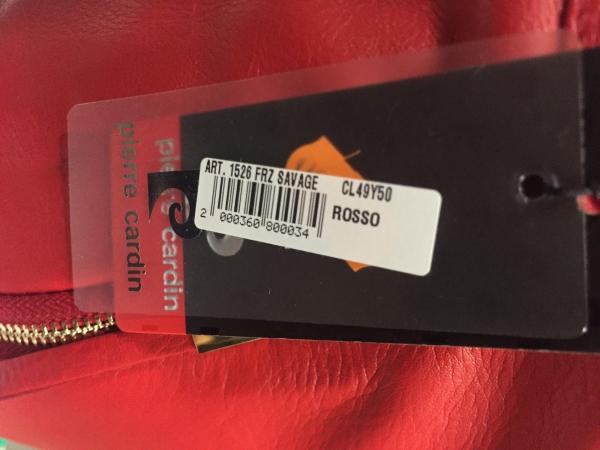 pierre cardin
pierre cardin
ART. 1526 FRZ SAVAGE CL49Y50
2 000360 800034 ROSSO